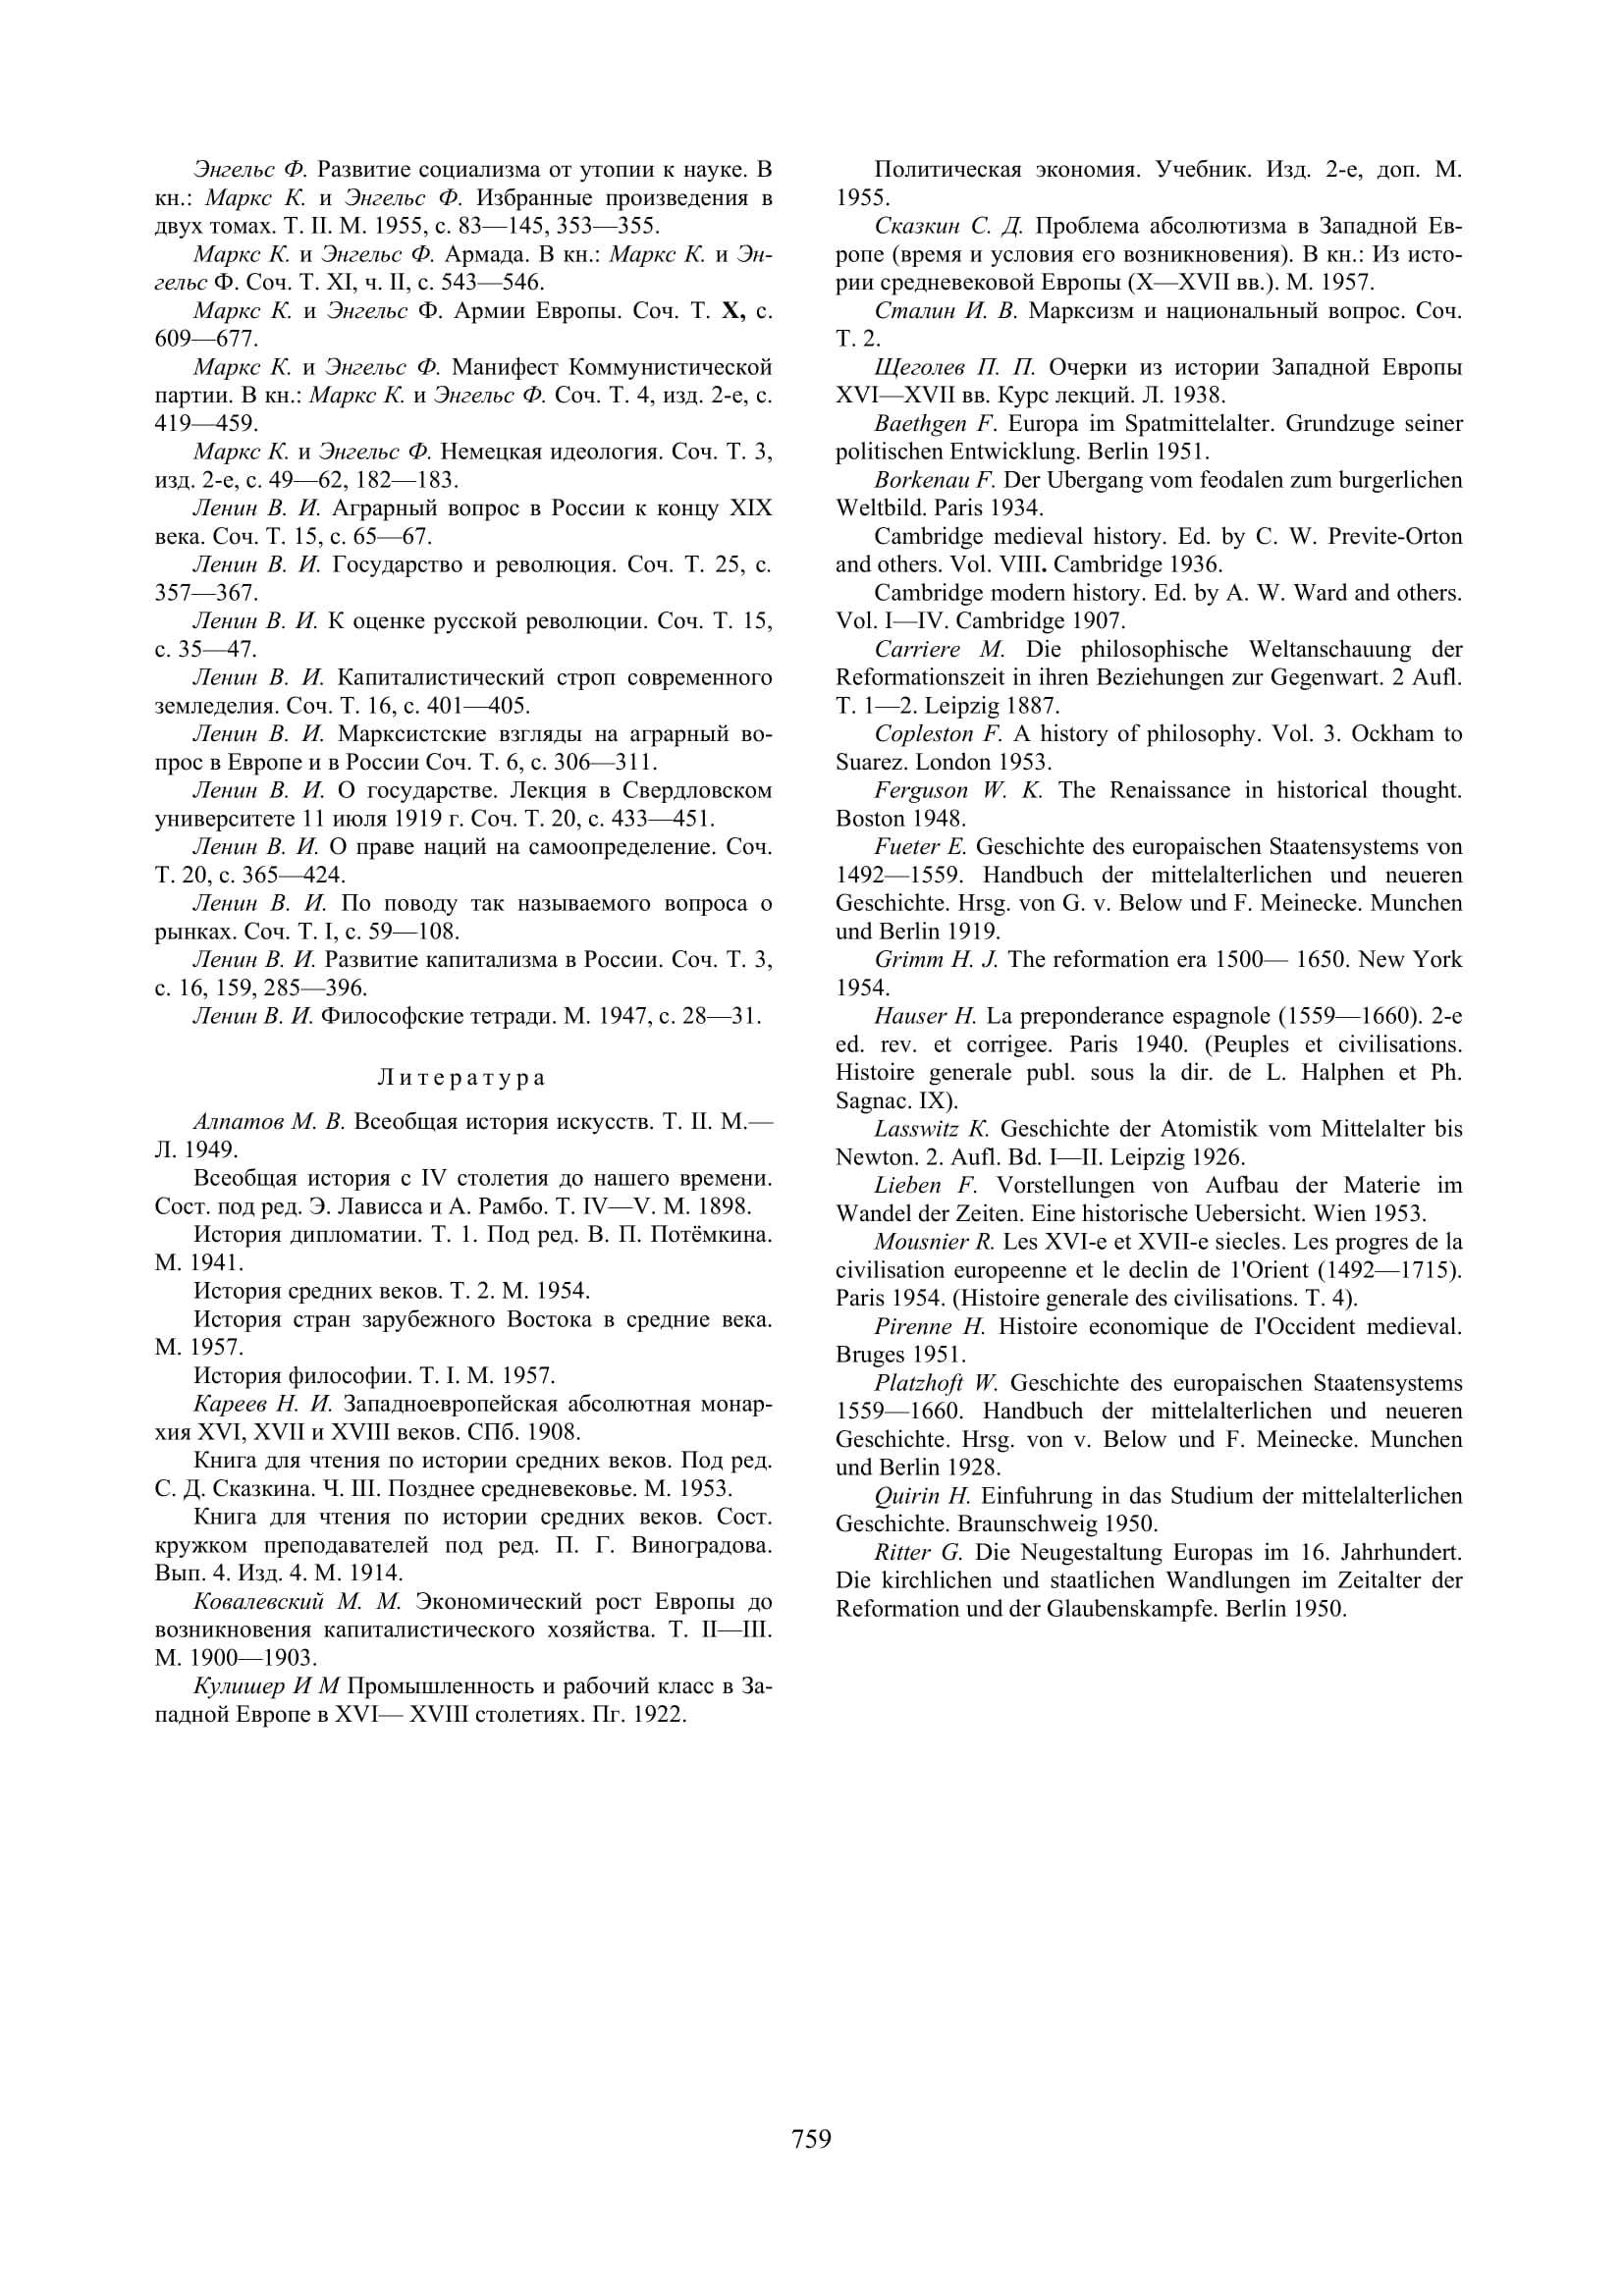 Энгельс Ф. Развитие социализма от утопии к науке. В
кн.: Маркс К. и Энгельс Ф. Избранные произведения в
двух томах. Т. II. М. 1955, с. 83—145, 353—355.
Маркс К. и Энгельс Ф. Армада. В кн.: Маркс К. и Эн-
гельс Ф. Соч. Т. XI, ч. II, с. 543—546.
Маркс К. и Энгельс Ф. Армии Европы. Соч. Т. X, с.
609—677.
Маркс К. и Энгельс Ф. Манифест Коммунистической
партии. В кн.: Маркс К. и Энгельс Ф. Соч. Т. 4, изд. 2-е, с.
419—459.
Маркс К. и Энгельс Ф. Немецкая идеология. Соч. Т. 3,
изд. 2-е, с. 49—62, 182—183.
Ленин В. И. Аграрный вопрос в России к концу XIX
века. Соч. Т. 15, с. 65—67.
Ленин В. И. Государство и революция. Соч. Т. 25, с.
357—367.
Ленин В. И. К оценке русской революции. Соч. Т. 15,
с. 35—47.
Ленин В. И. Капиталистический строп современного
земледелия. Соч. Т. 16, с. 401—405.
Ленин В. И. Марксистские взгляды на аграрный во-
прос в Европе и в России Соч. Т. 6, с. 306—311.
Ленин В. И. О государстве. Лекция в Свердловском
университете 11 июля 1919 г. Соч. Т. 20, с. 433—451.
Ленин В. И. О праве наций на самоопределение. Соч.
Т. 20, с. 365—424.
Ленин В. И. По поводу так называемого вопроса о
рынках. Соч. Т. I, с. 59—108.
Ленин В. И. Развитие капитализма в России. Соч. Т. 3,
с. 16, 159, 285—396.
Ленин В. И. Философские тетради. М. 1947, с. 28—31.
Литература
Алпатов М. В. Всеобщая история искусств. Т. II. М.—
Л. 1949.
Всеобщая история с IV столетия до нашего времени.
Сост. под ред. Э. Лависса и А. Рамбо. Т. IV—V. М. 1898.
История дипломатии. Т. 1. Под ред. В. П. Потёмкина.
М. 1941.
История средних веков. Т. 2. М. 1954.
История стран зарубежного Востока в средние века.
М. 1957.
История философии. Т. I. М. 1957.
Кареев Н. И. Западноевропейская абсолютная монар-
хия XVI, XVII и XVIII веков. СПб. 1908.
Книга для чтения по истории средних веков. Под ред.
С. Д. Сказкина. Ч. III. Позднее средневековье. М. 1953.
Книга для чтения по истории средних веков. Сост.
кружком преподавателей под ред. П. Г. Виноградова.
Вып. 4. Изд. 4. М. 1914.
Ковалевский М. М. Экономический рост Европы до
возникновения капиталистического хозяйства. Т. II—III.
М. 1900—1903.
Кулишер И М Промышленность и рабочий класс в За-
падной Европе в XVI— XVIII столетиях. Пг. 1922.
Политическая экономия. Учебник. Изд. 2-е, доп. М.
1955.
Сказкин С. Д. Проблема абсолютизма в Западной Ев-
ропе (время и условия его возникновения). В кн.: Из исто-
рии средневековой Европы (X—XVII вв.). М. 1957.
Сталин И. В. Марксизм и национальный вопрос. Соч.
Т. 2.
Щеголев П. П. Очерки из истории Западной Европы
XVI—XVII вв. Курс лекций. Л. 1938.
Baethgen F. Europa im Spatmittelalter. Grundzuge seiner
politischen Entwicklung. Berlin 1951.
Borkenau F. Der Ubergang vom feodalen zum burgerlichen
Weltbild. Paris 1934.
Cambridge medieval history. Ed. by C. W. Previte-Orton
and others. Vol. VIII. Cambridge 1936.
Cambridge modern history. Ed. by A. W. Ward and others.
Vol. I—IV. Cambridge 1907.
Carriere M. Die philosophische Weltanschauung der
Reformationszeit in ihren Beziehungen zur Gegenwart. 2 Aufl.
T. 1—2. Leipzig 1887.
Copleston F. A history of philosophy. Vol. 3. Ockham to
Suarez. London 1953.
Ferguson W. K. The Renaissance in historical thought.
Boston 1948.
Fueter E. Geschichte des europaischen Staatensystems von
1492—1559. Handbuch der mittelalterlichen und neueren
Geschichte. Hrsg. von G. v. Below und F. Meinecke. Munchen
und Berlin 1919.
Grimm H. J. The reformation era 1500— 1650. New York
1954.
Hauser H. La preponderance espagnole (1559—1660). 2-e
ed. rev. et corrigee. Paris 1940. (Peuples et civilisations.
Histoire generale publ. sous la dir. de L. Halphen et Ph.
Sagnac. IX).
Lasswitz K. Geschichte der Atomistik vom Mittelalter bis
Newton. 2. Aufl. Bd. I—II. Leipzig 1926.
Lieben F. Vorstellungen von Aufbau der Materie im
Wandel der Zeiten. Eine historische Uebersicht. Wien 1953.
Mousnier R. Les XVI-e et XVII-e siecles. Les progres de la
civilisation europeenne et le declin de 1'Orient (1492—1715).
Paris 1954. (Histoire generale des civilisations. T. 4).
Pirenne H. Histoire economique de I'Occident medieval.
Bruges 1951.
Platzhoft W. Geschichte des europaischen Staatensystems
1559—1660. Handbuch der mittelalterlichen und neueren
Geschichte. Hrsg. von v. Below und F. Meinecke. Munchen
und Berlin 1928.
Quirin H. Einfuhrung in das Studium der mittelalterlichen
Geschichte. Braunschweig 1950.
Ritter G. Die Neugestaltung Europas im 16. Jahrhundert.
Die kirchlichen und staatlichen Wandlungen im Zeitalter der
Reformation und der Glaubenskampfe. Berlin 1950.
759